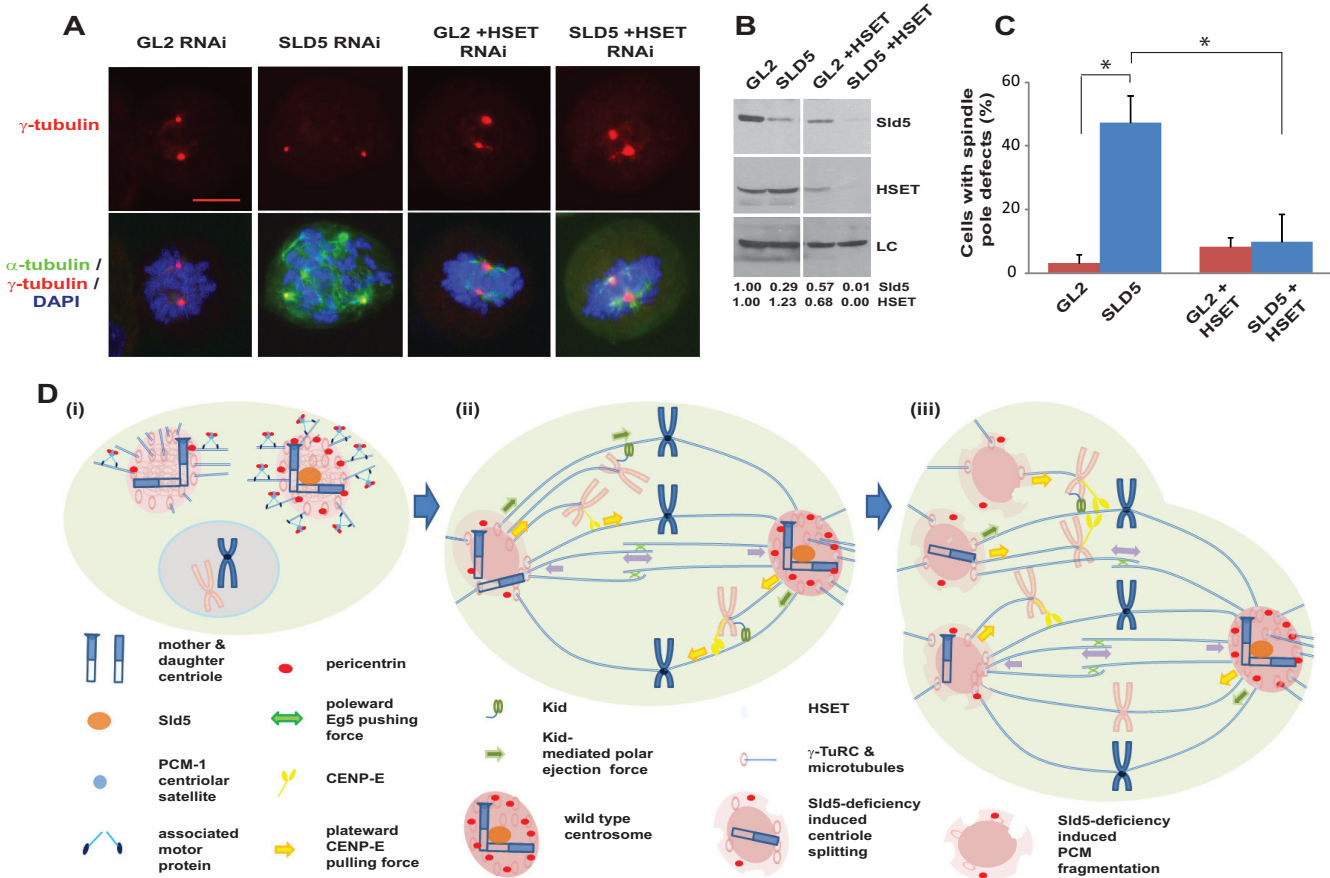 A
GL2 RNAi
SLD5 RNAi
GL2 +HSET
RNAi
SLD5 +HSET
RNAi
γ-tubulin
α-tubulin /
γ-tubulin /
DAPI
B
GL2
SLD5
GL2 +HSET
SLD5 +HSET
Sld5
HSET
LC
1.00 0.29 0.57 0.01 Sld5
1.00 1.23 0.68 0.00 HSET
C
Cells with spindle
pole defects (%)
60
40
20
0
*
*
GL2
SLD5
GL2 +
HSET
SLD5 +
HSET
D
(i)
(ii)
(iii)
mother &
daughter
centriole
pericentrin
Sld5
poleward
Eg5 pushing
force
PCM-1
centriolar
satellite
CENP-E
associated
motor
protein
plateward
CENP-E
pulling force
Kid
Kid-
mediated polar
ejection force
wild type
centrosome
HSET
γ-TuRC &
microtubules
Sld5-deficiency
induced
centriole
splitting
Sld5-deficiency
induced
PCM
fragmentation